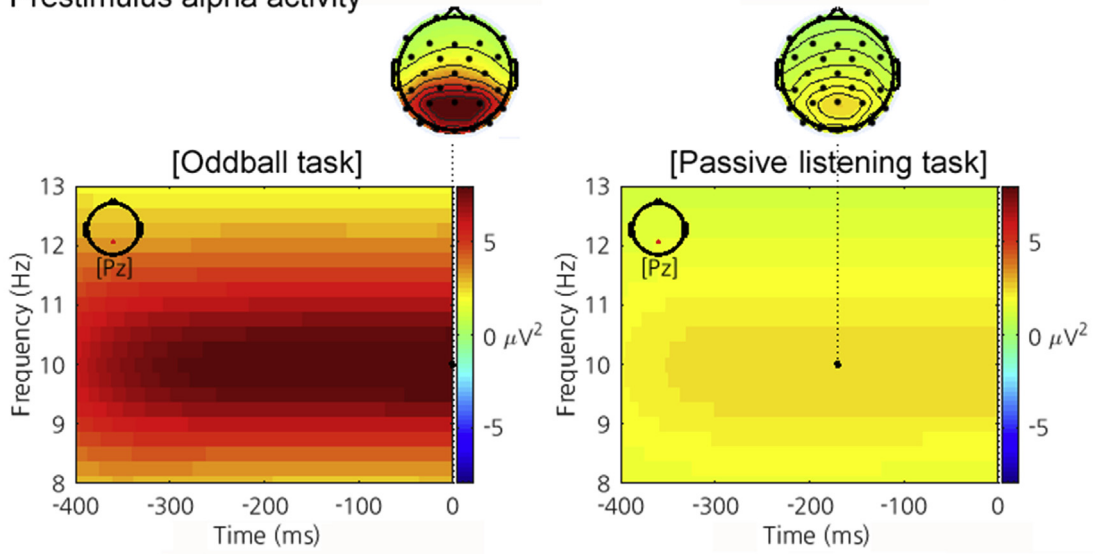 Prestimulus alpha activity
[Oddball task]
[Passive listening task]
13
12
11
10
9
8
Frequency (Hz)
[Pz]
-400
-300
-200
-100
0
Time (ms)
5
0 μV²
-5
13
12
11
10
9
8
Frequency (Hz)
[Pz]
-400
-300
-200
-100
0
Time (ms)
5
0 μV²
-5